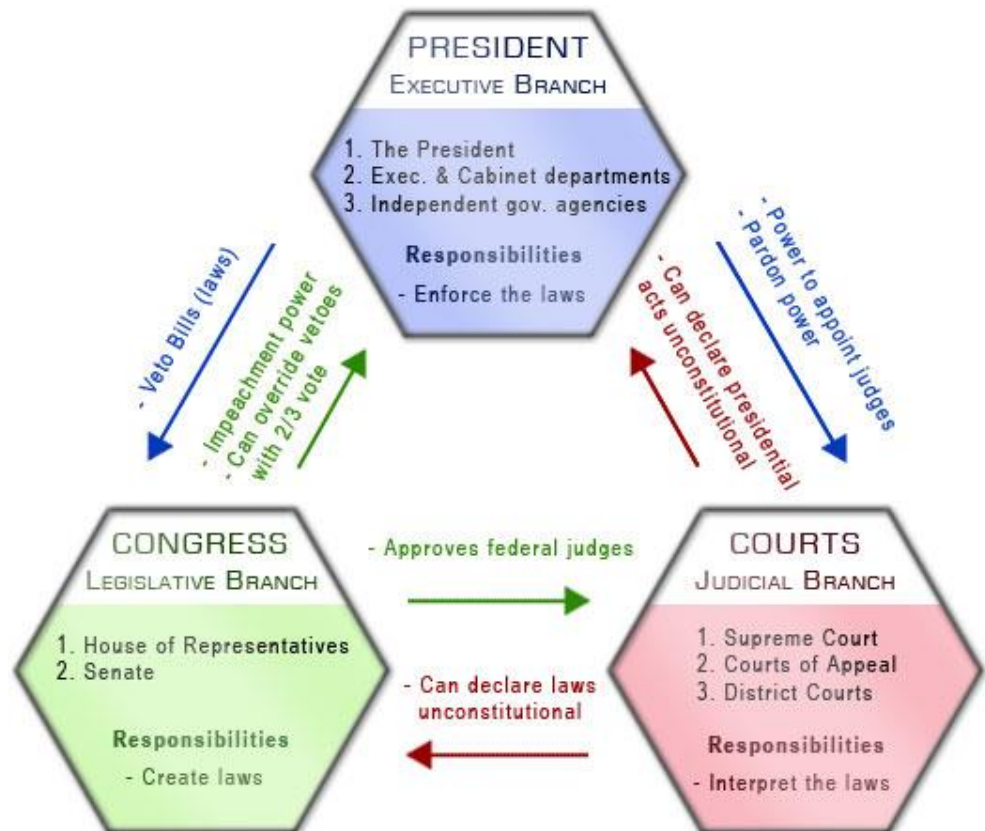 PRESIDENT
EXECUTIVE BRANCH
1. The President
2. Exec. & Cabinet departments
3. Independent gov. agencies
Responsibilities
- Enforce the laws
- Veto Bills (laws)
- Impeachment power
- Can override vetoes
with 2/3 vote
- Can declare presidential
acts unconstitutional
- Power to appoint judges
- Pardon power
CONGRESS
LEGISLATIVE BRANCH
1. House of Representatives
2. Senate
Responsibilities
- Create laws
- Approves federal judges
- Can declare laws
unconstitutional
COURTS
JUDICIAL BRANCH
1. Supreme Court
2. Courts of Appeal
3. District Courts
Responsibilities
- Interpret the laws